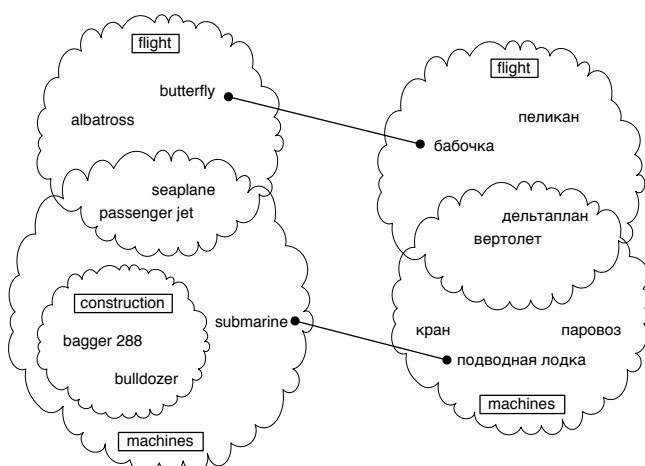 flight
butterfly
albatross
seaplane
passenger jet
construction
bagger 288
bulldozer
submarine
machines
flight
пеликан
бабочка
дельтаплан
вертолет
кран
паровоз
подводная лодка
machines